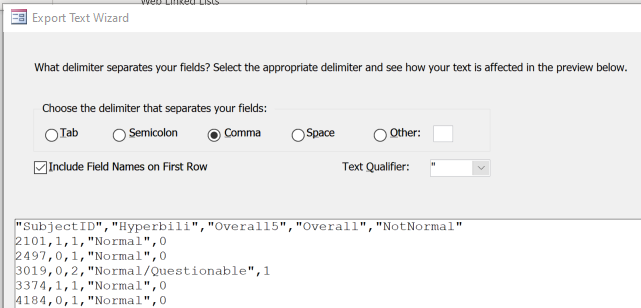 Web Linked Lists
Export Text Wizard
What delimiter separates your fields? Select the appropriate delimiter and see how your text is affected in the preview below.
Choose the delimiter that separates your fields:
Tab Semicolon Comma Space Other:
Include Field Names on First Row Text Qualifier: "
"SubjectID","Hyperbili","Overall5","Overall","NotNormal"
2101,1,1,"Normal",0
2497,0,1,"Normal",0
3019,0,2,"Normal/Questionable",1
3374,1,1,"Normal",0
4184,0,1,"Normal",0